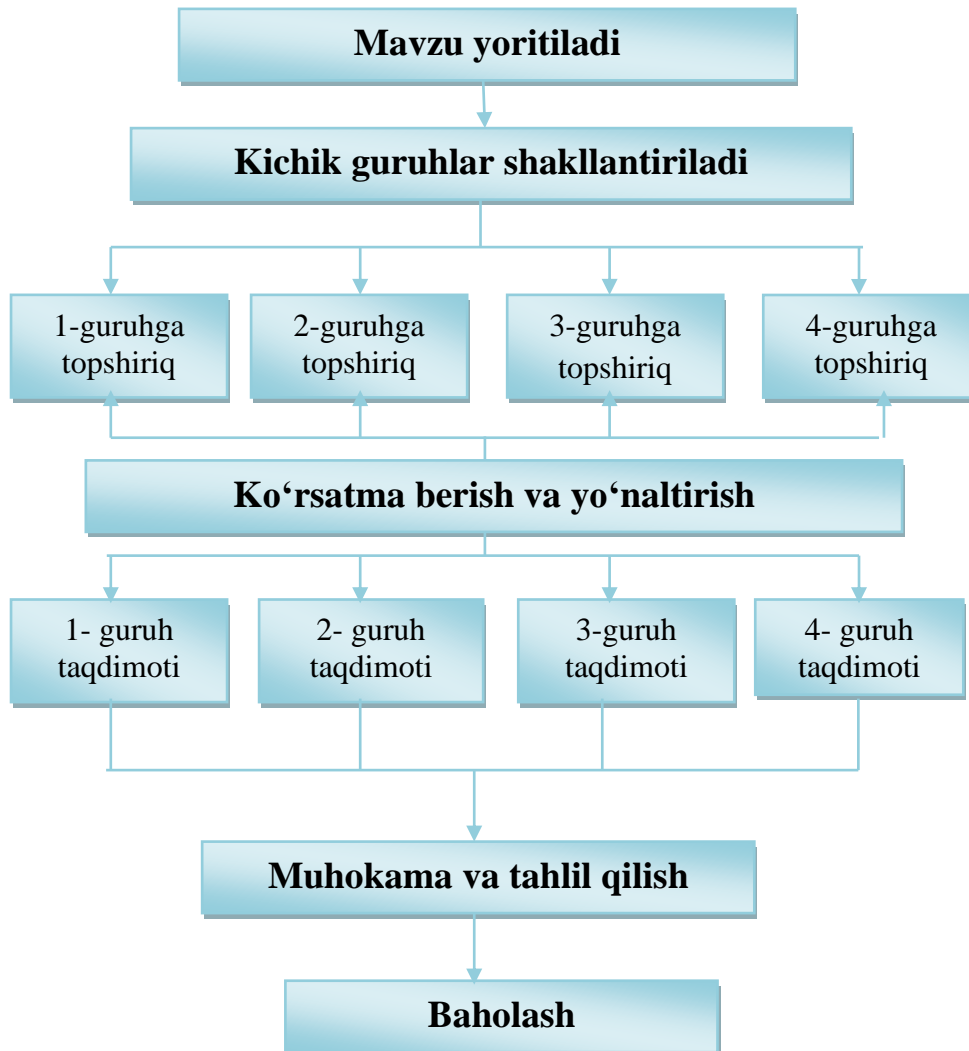 Mavzu yoritiladi
Kichik guruhlar shakllantiriladi
1-guruhga
topshiriq
2-guruhga
topshiriq
3-guruhga
topshiriq
4-guruhga
topshiriq
Ko‘rsatma berish va yo‘naltirish
1- guruh
taqdimoti
2- guruh
taqdimoti
3-guruh
taqdimoti
4- guruh
taqdimoti
Muhokama va tahlil qilish
Baholash